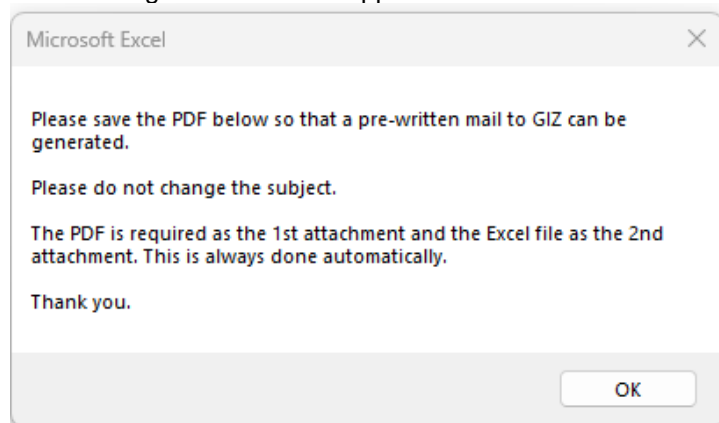 Microsoft Excel
Please save the PDF below so that a pre-written mail to GIZ can be
generated.
Please do not change the subject.
The PDF is required as the 1st attachment and the Excel file as the 2nd
attachment. This is always done automatically.
Thank you.
OK